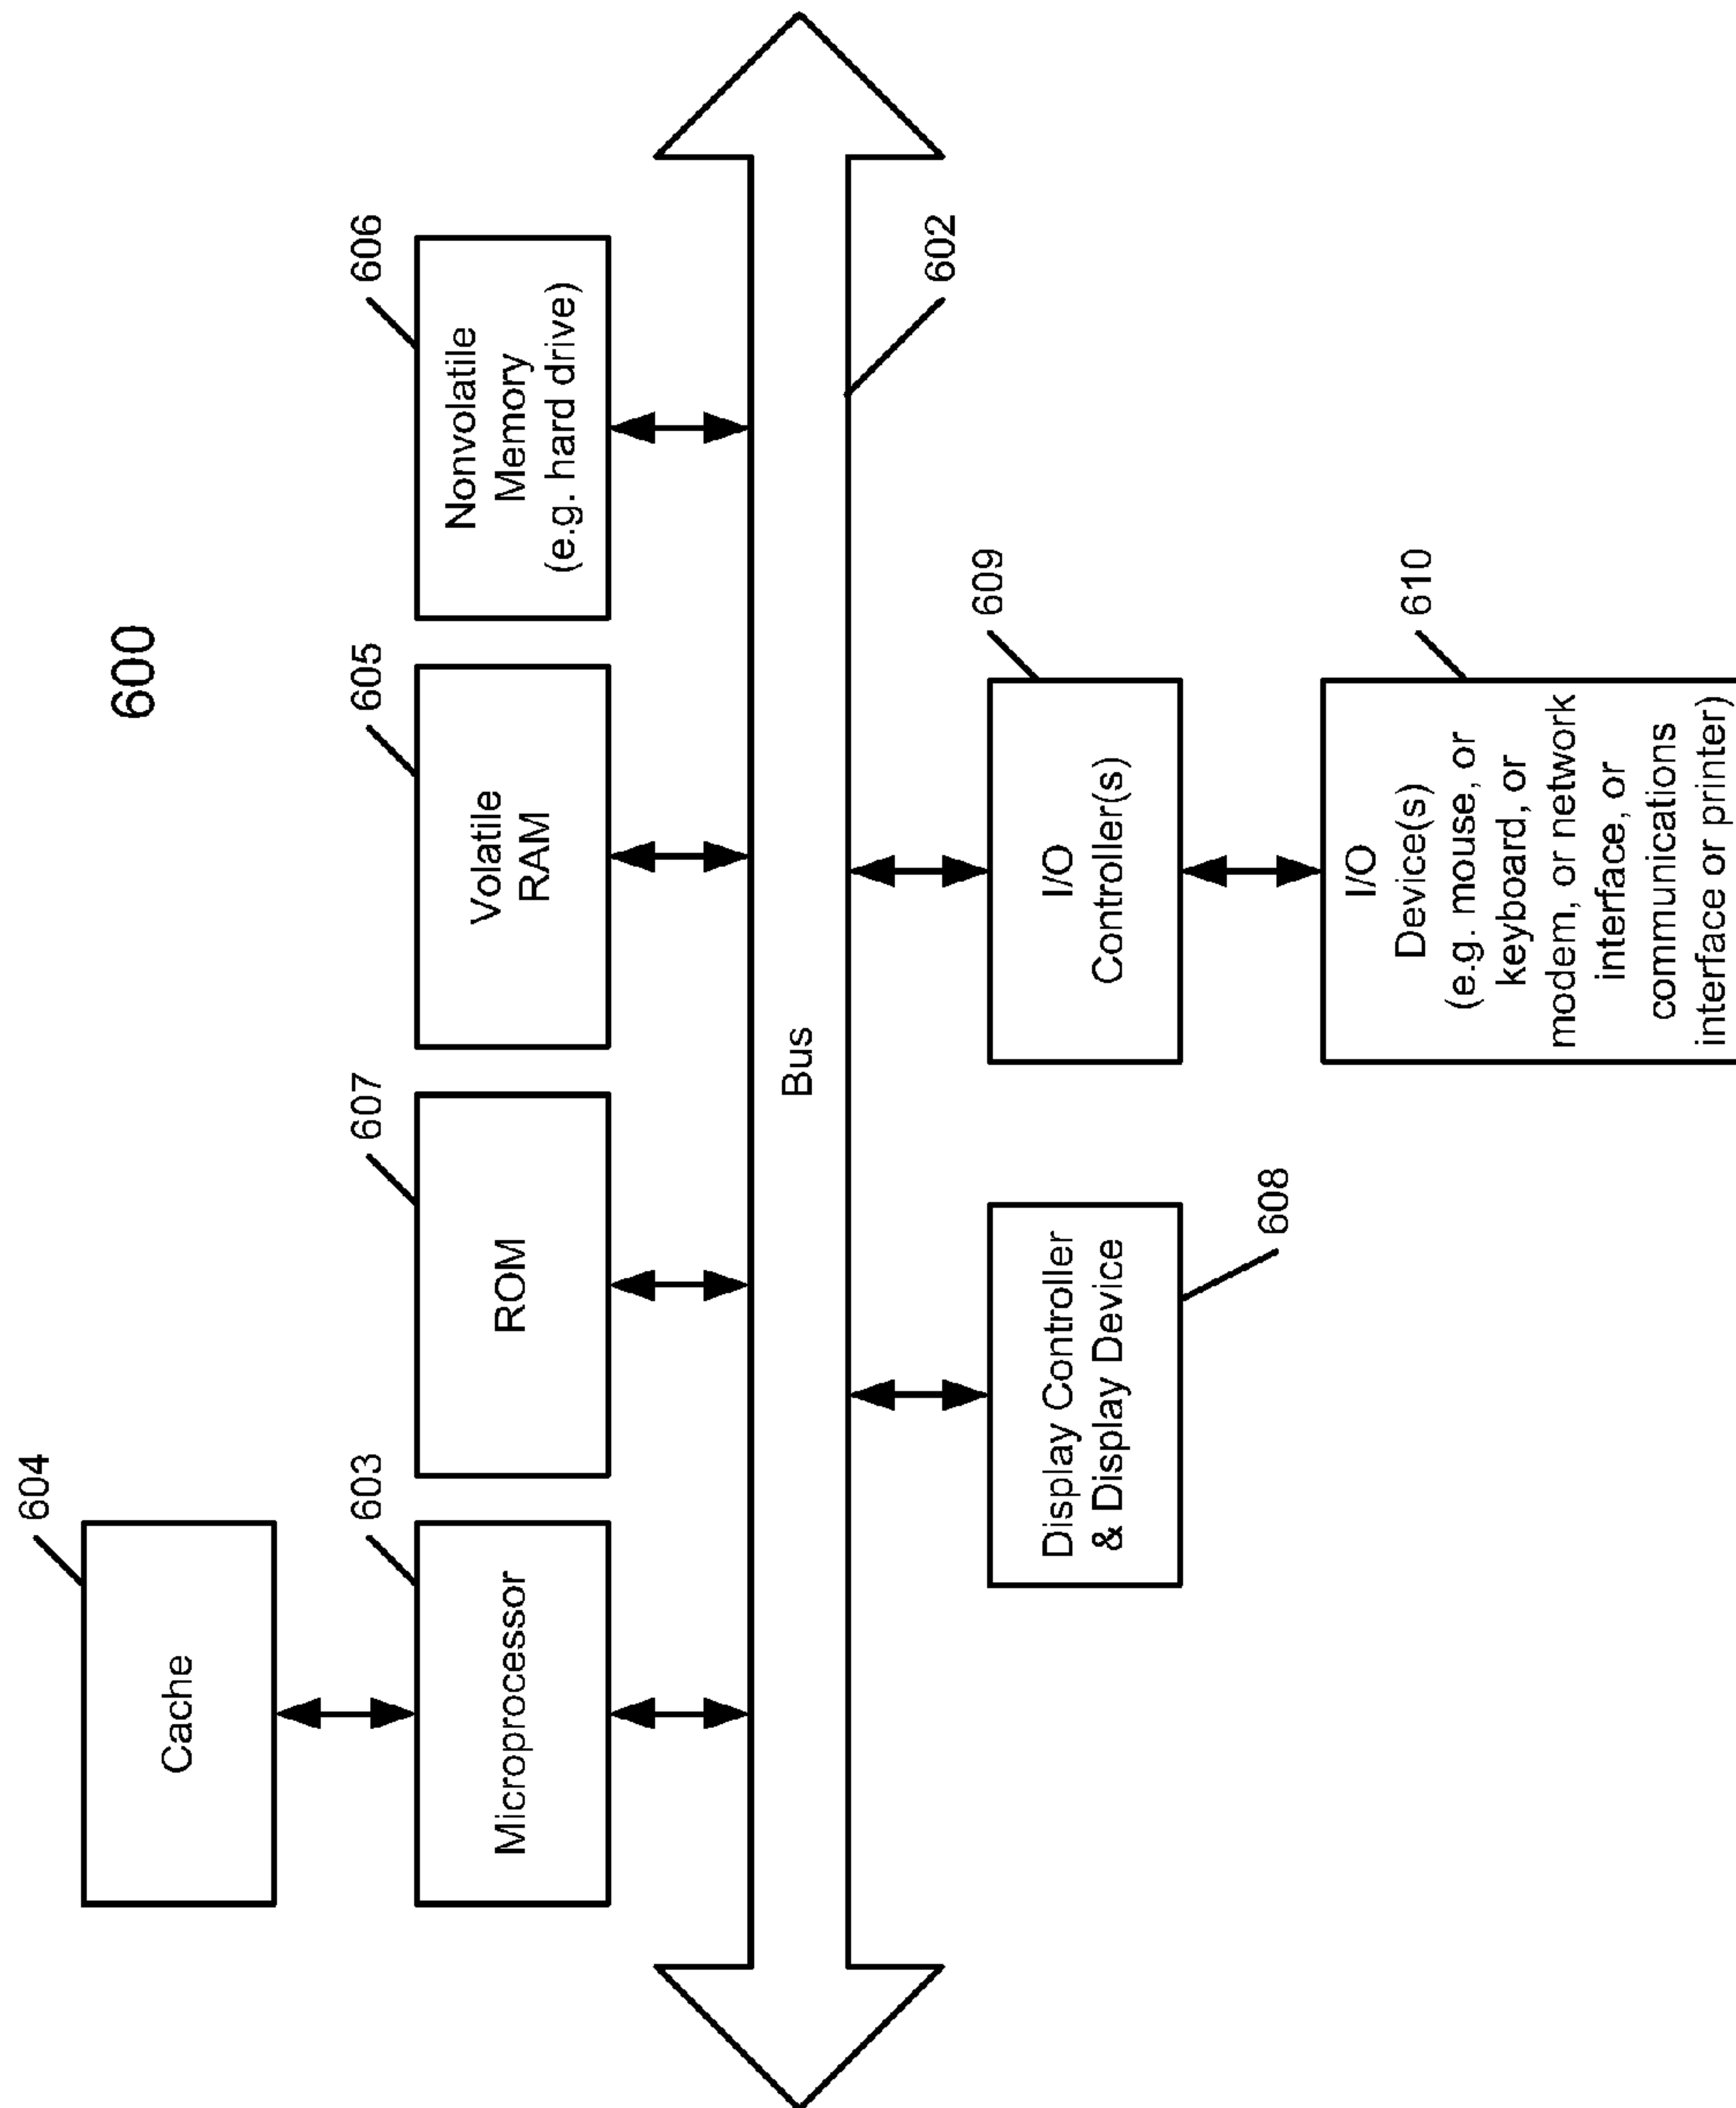 600
604
Cache
603
607
605
606
Microprocessor
ROM
Volatile
RAM
Nonvolatile
Memory
(e.g. hard drive)
Bus
602
609
Display Controller
& Display Device
I/O
Controller(s)
608
610
I/O
Device(s)
(e.g. mouse, or
keyboard, or
modem, or network
interface, or
communications
interface or printer)